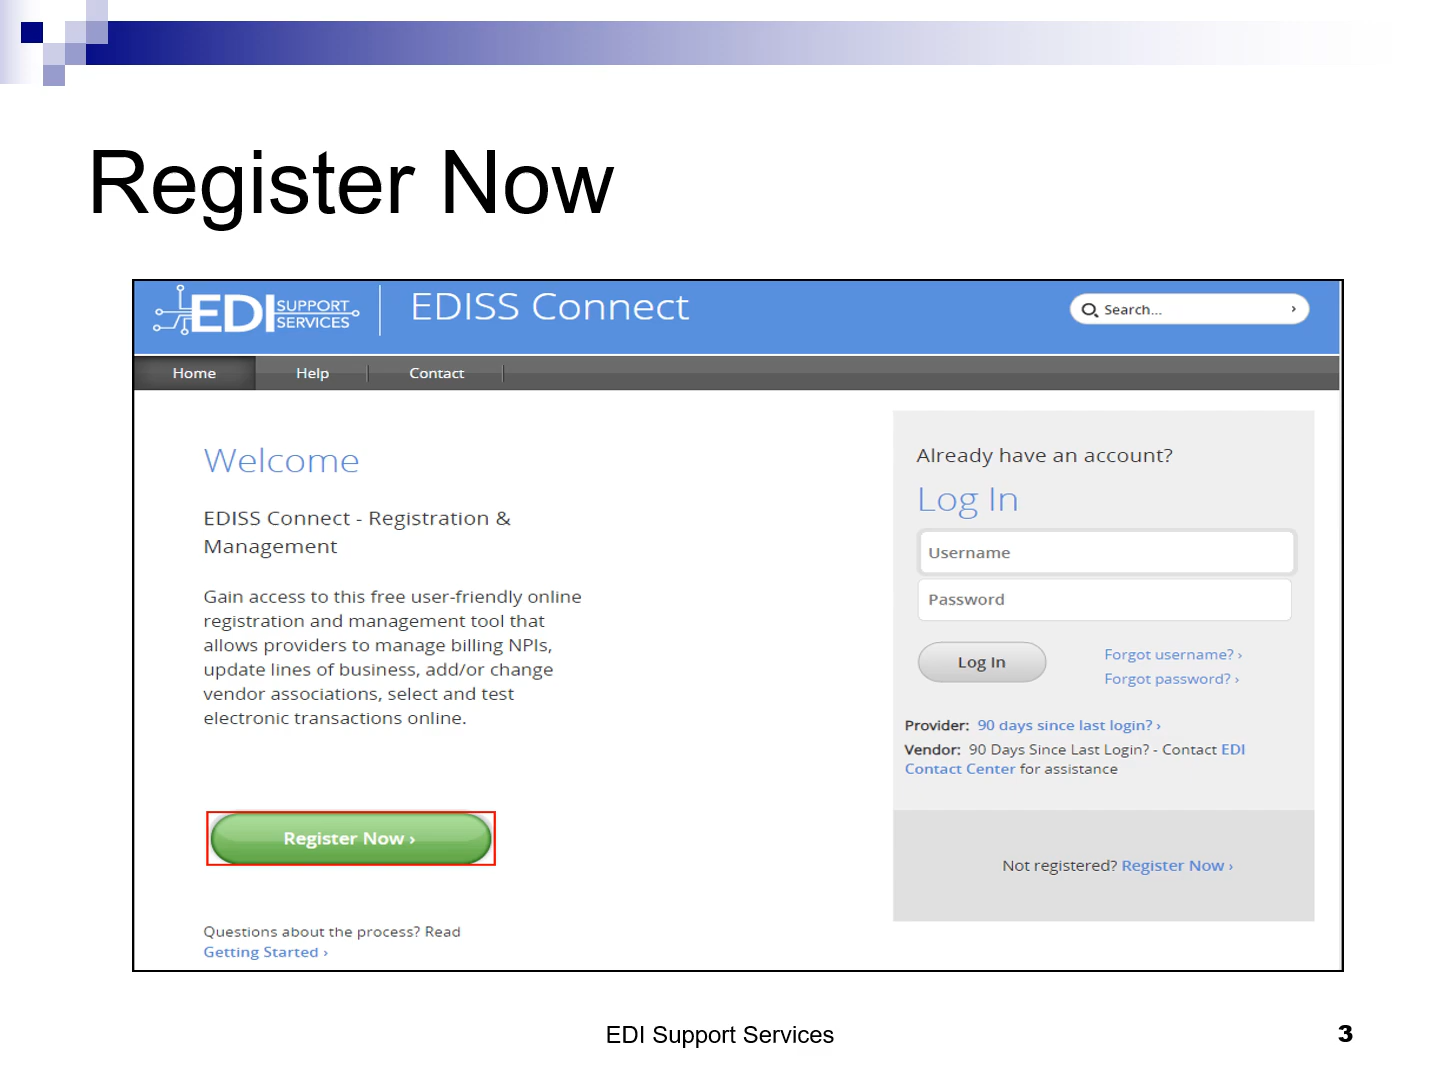 Register Now
EDI SUPPORT SERVICES
EDISS Connect
Search... ›
Home
Help
Contact
Welcome
EDISS Connect - Registration &
Management
Gain access to this free user-friendly online
registration and management tool that
allows providers to manage billing NPIs,
update lines of business, add/or change
vendor associations, select and test
electronic transactions online.
Register Now ›
Questions about the process? Read
Getting Started ›
Already have an account?
Log In
Username
Password
Log In
Forgot username? ›
Forgot password? ›
Provider: 90 days since last login? ›
Vendor: 90 Days Since Last Login? - Contact EDI
Contact Center for assistance
Not registered? Register Now ›
EDI Support Services
3